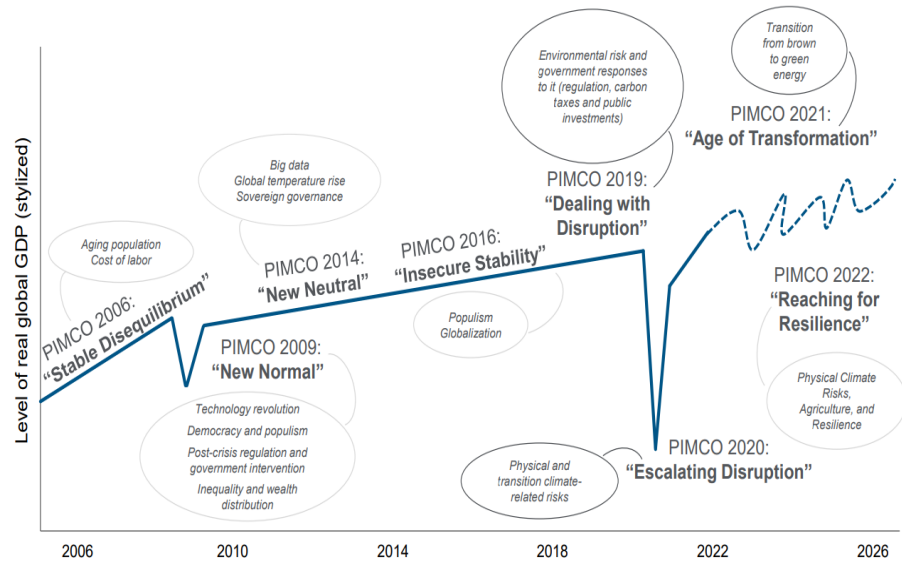 Level of real global GDP (stylized)
Aging population
Cost of labor
PIMCO 2006:
“Stable Disequilibrium”
PIMCO 2009:
“New Normal”
Technology revolution
Democracy and populism
Post-crisis regulation and
government intervention
Inequality and wealth
distribution
Big data
Global temperature rise
Sovereign governance
PIMCO 2014:
“New Neutral”
PIMCO 2016:
“Insecure Stability”
Populism
Globalization
Environmental risk and
government responses
to it (regulation, carbon
taxes and public
investments)
PIMCO 2019:
“Dealing with
Disruption”
Physical and
transition climate-
related risks
PIMCO 2020:
“Escalating Disruption”
Transition
from brown
to green
energy
PIMCO 2021:
“Age of Transformation”
PIMCO 2022:
“Reaching for
Resilience”
Physical Climate
Risks,
Agriculture, and
Resilience
2006 2010 2014 2018 2022 2026